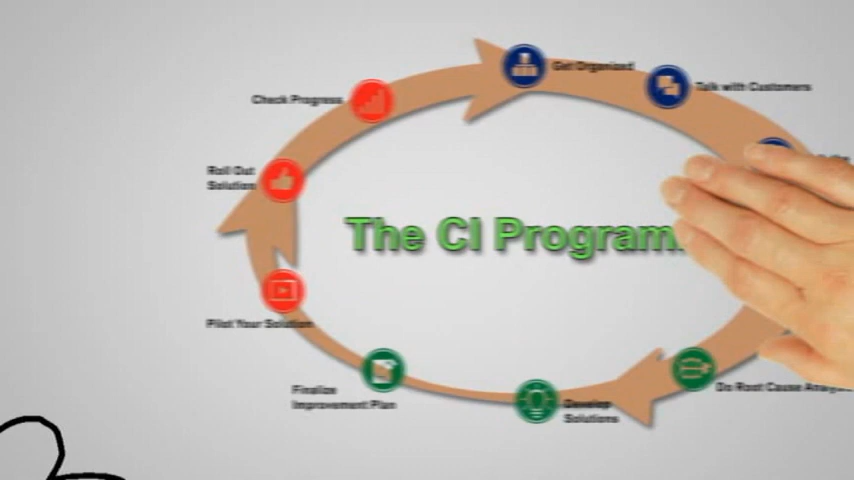 Get Organized
Talk with Customers
Check Progress
Roll Out
Solution
The CI Program
Pilot Your Solution
Do Root Cause
Finalize
Improvement Plan
Develop
Solutions